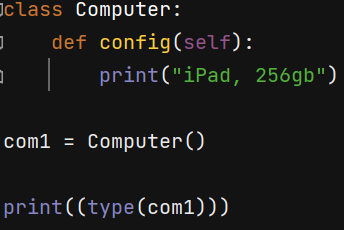 class Computer:
    def config(self):
        print("iPad, 256gb")
com1 = Computer()
print((type(com1)))